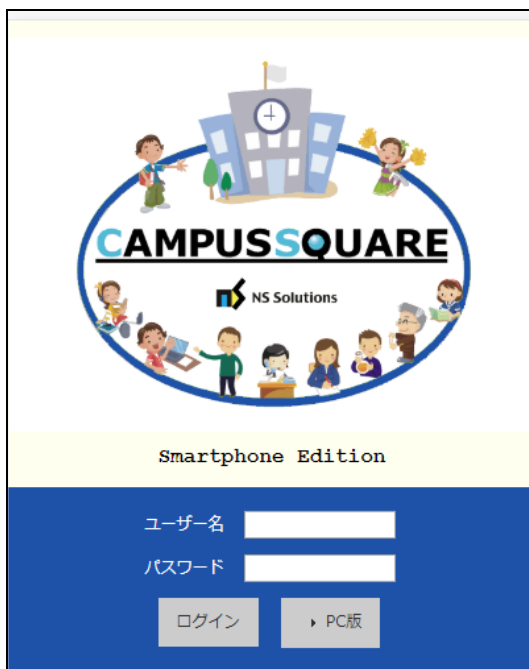 CAMPUSSQUARE
NS Solutions
Smartphone Edition
ユーザー名
パスワード
ログイン
PC版